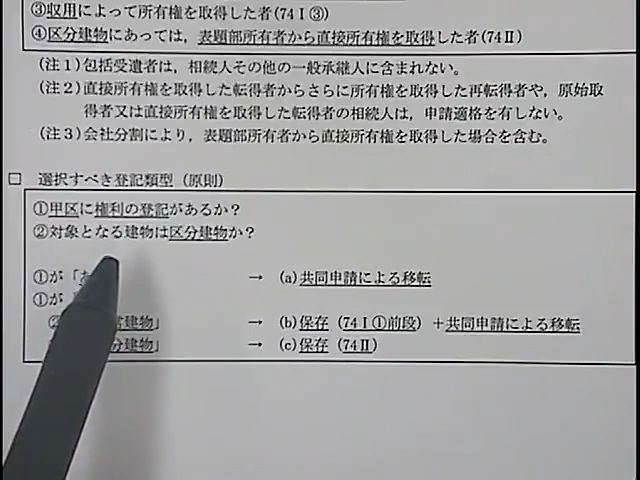 ③収用によって所有権を取得した者(74Ⅰ③)
④区分建物にあっては，表題部所有者から直接所有権を取得した者(74Ⅱ)
(注1)包括受遺者は，相続人その他の一般承継人に含まれない。
(注2)直接所有権を取得した転得者からさらに所有権を取得した再転得者や，原始取
得者又は直接所有権を取得した転得者の相続人は，申請適格を有しない。
(注3)会社分割により，表題部所有者から直接所有権を取得した場合を含む。
□ 選択すべき登記類型（原則）
①甲区に権利の登記があるか？
②対象となる建物は区分建物か？
①が「 → (a)共同申請による移転
①が
建物」 → (b)保存（74Ⅰ①前段）＋共同申請による移転
分建物」 → (c)保存（74Ⅱ）